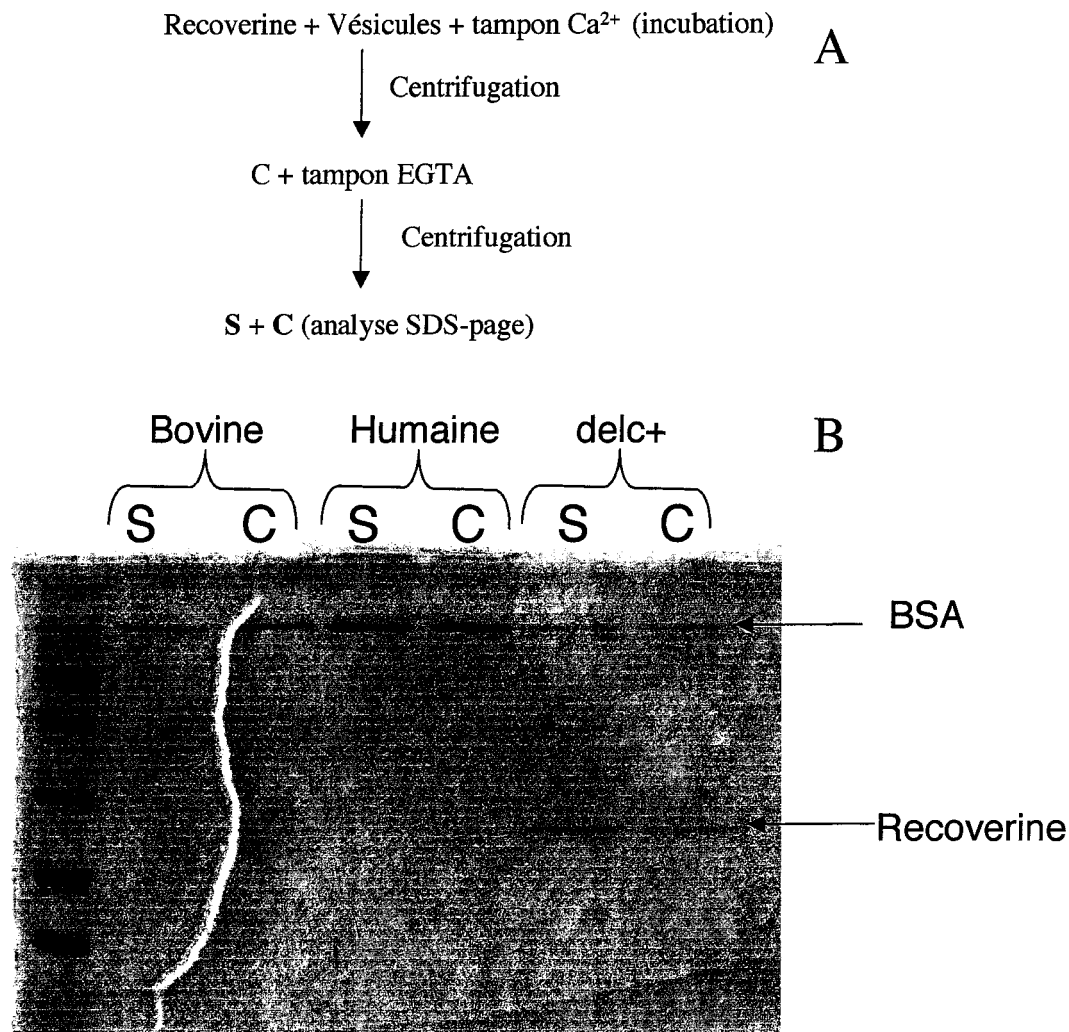 Recoverine + Vésicules + tampon Ca²⁺ (incubation)
A
Centrifugation
C + tampon EGTA
Centrifugation
S + C (analyse SDS-page)
Bovine Humaine delc+
B
S C S C S C
BSA
Recoverine